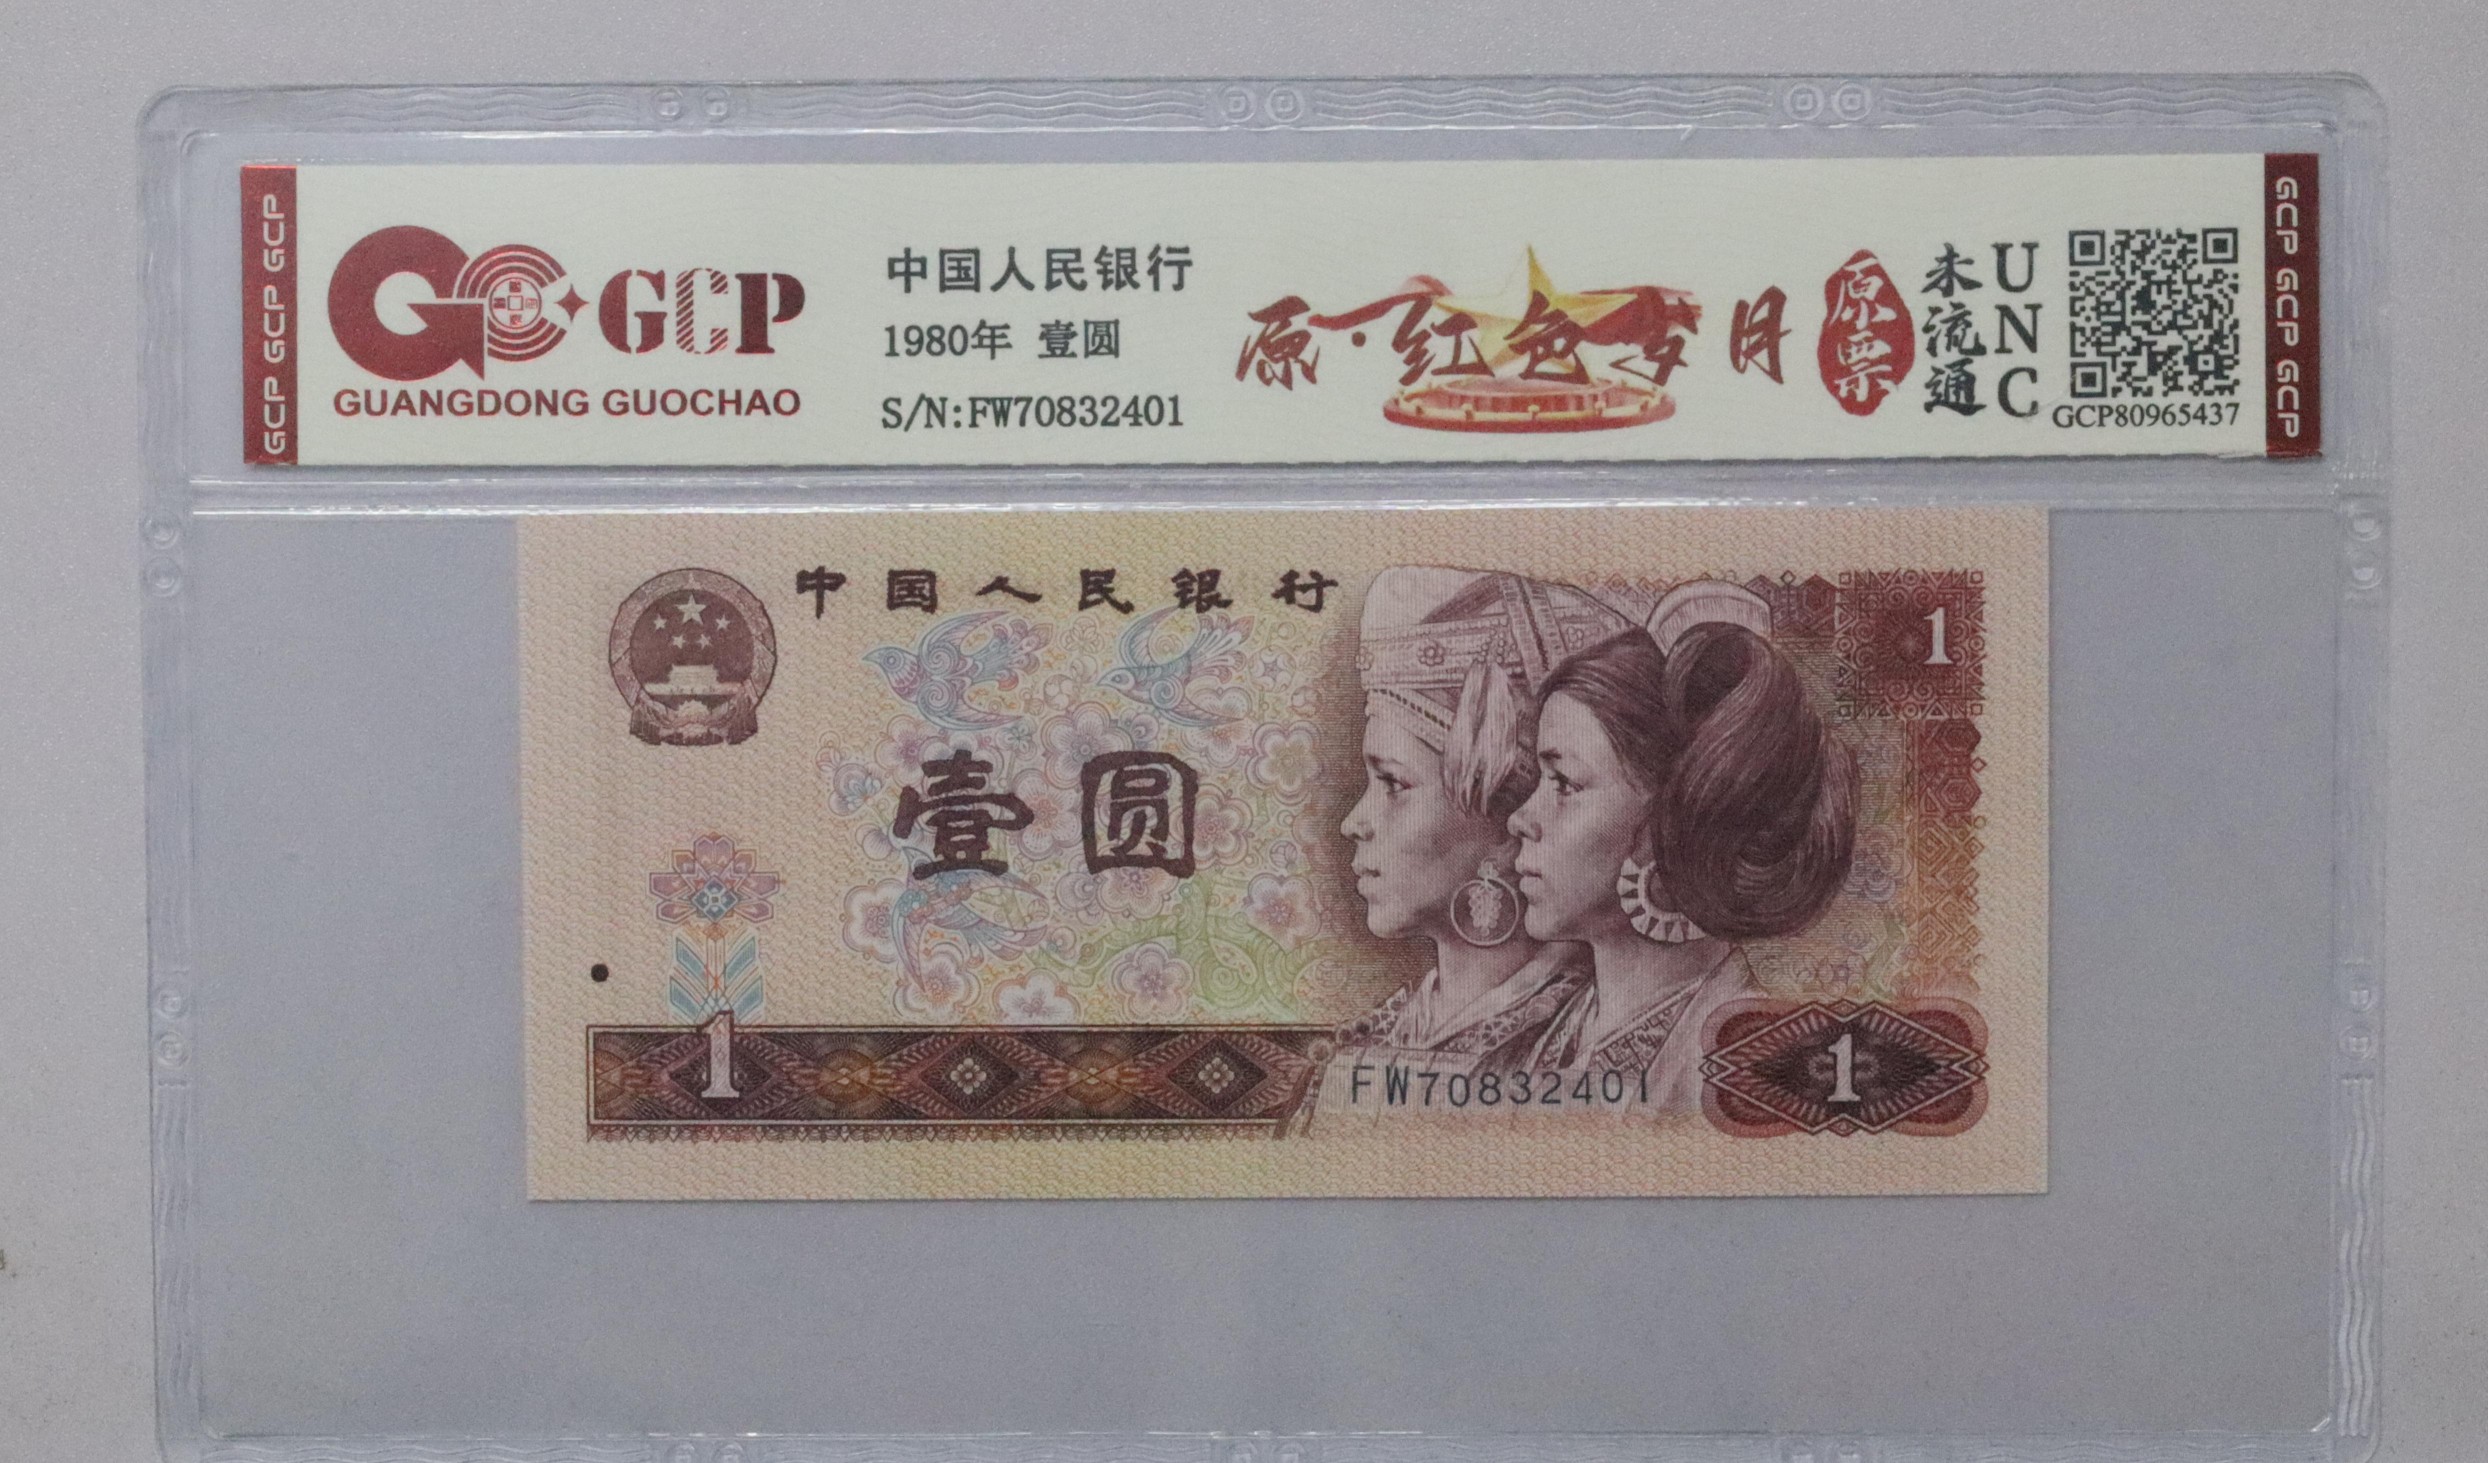 GCP GCP GCP
GCP
GUANGDONG GUOCHAO
中国人民银行
1980年 壹圆
S/N:FW70832401
原·红色岁月
原票
未流通
UNC
GCP80965437
GCP GCP GCP
中国人民银行
1
壹圆
1
FW70832401
1